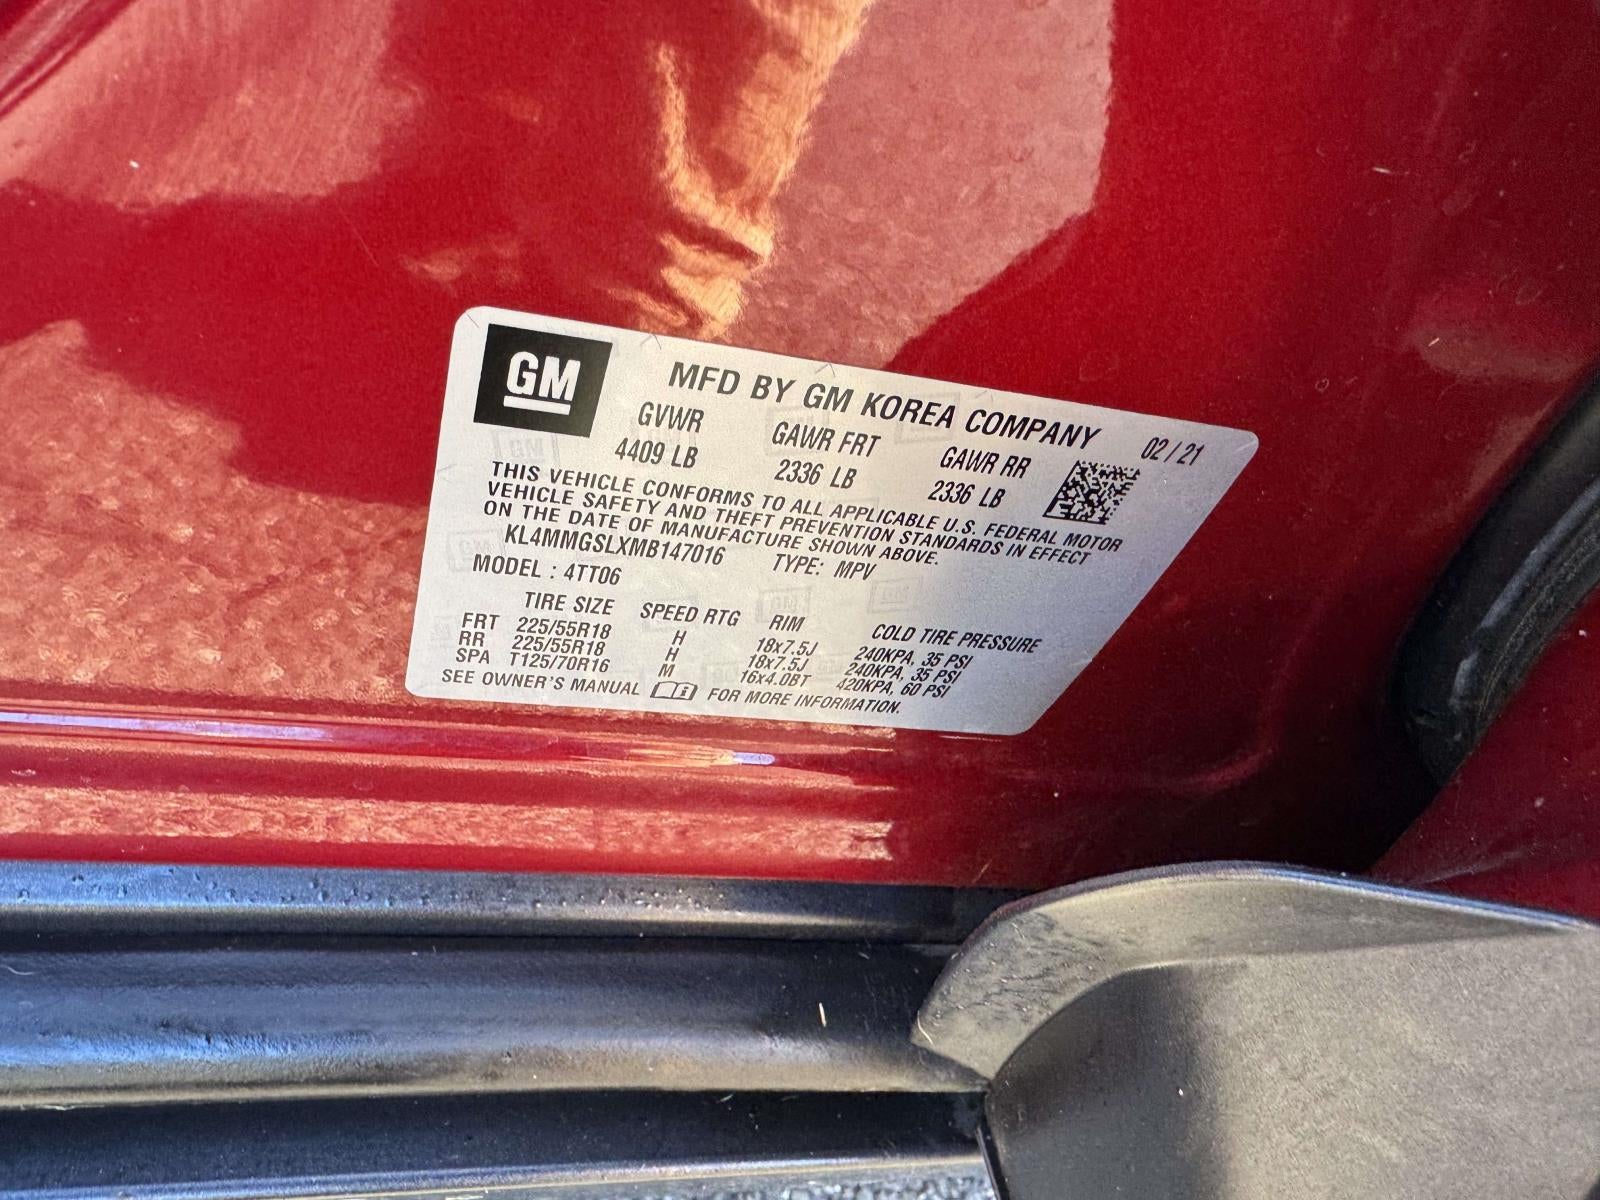 GM
MFD BY GM KOREA COMPANY 02 / 21
GVWR GAWR FRT GAWR RR
4409 LB 2336 LB 2336 LB
THIS VEHICLE CONFORMS TO ALL APPLICABLE U.S. FEDERAL MOTOR
VEHICLE SAFETY AND THEFT PREVENTION STANDARDS IN EFFECT
ON THE DATE OF MANUFACTURE SHOWN ABOVE.
KL4MMGSLXMB147016 TYPE: MPV
MODEL : 4TT06
TIRE SIZE SPEED RTG RIM COLD TIRE PRESSURE
FRT 225/55R18 H 18x7.5J 240KPA, 35 PSI
RR 225/55R18 H 18x7.5J 240KPA, 35 PSI
SPA T125/70R16 M 16x4.0BT 420KPA, 60 PSI
SEE OWNER'S MANUAL FOR MORE INFORMATION.